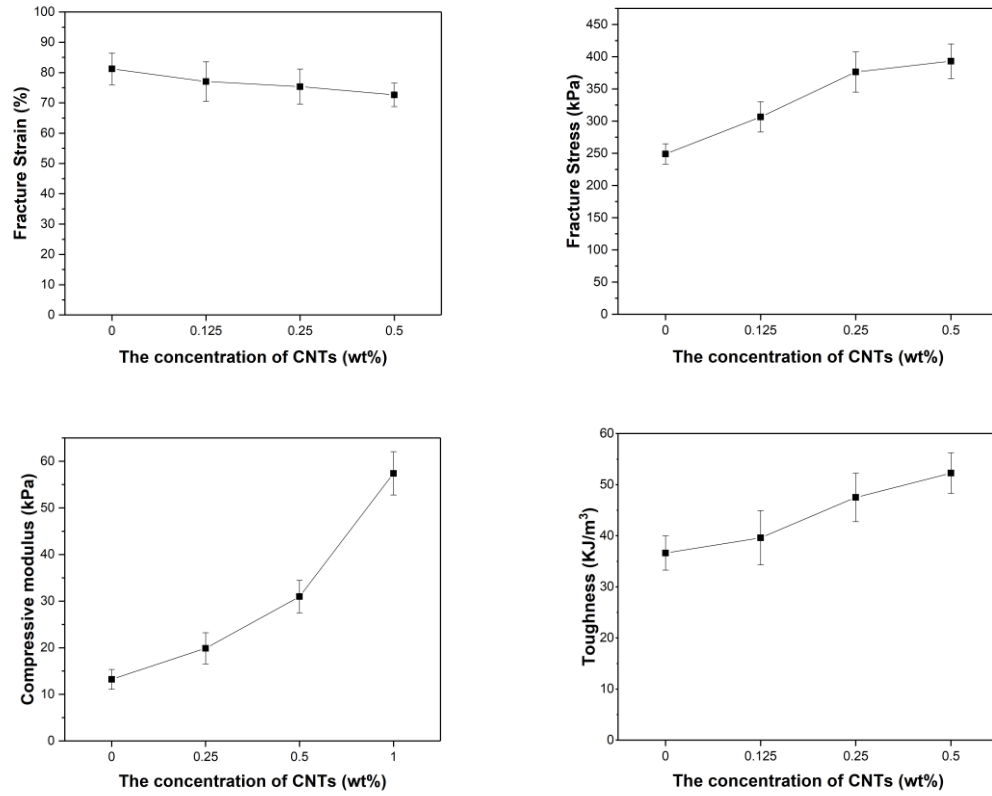 Fracture Strain (%)
100
90
80
70
60
50
40
30
20
10
0
0 0.125 0.25 0.5
The concentration of CNTs (wt%)
Fracture Stress (kPa)
450
400
350
300
250
200
150
100
50
0
0 0.125 0.25 0.5
The concentration of CNTs (wt%)
Compressive modulus (kPa)
60
50
40
30
20
10
0
0 0.25 0.5 1
The concentration of CNTs (wt%)
Toughness (KJ/m³)
60
50
40
30
20
10
0
0 0.125 0.25 0.5
The concentration of CNTs (wt%)